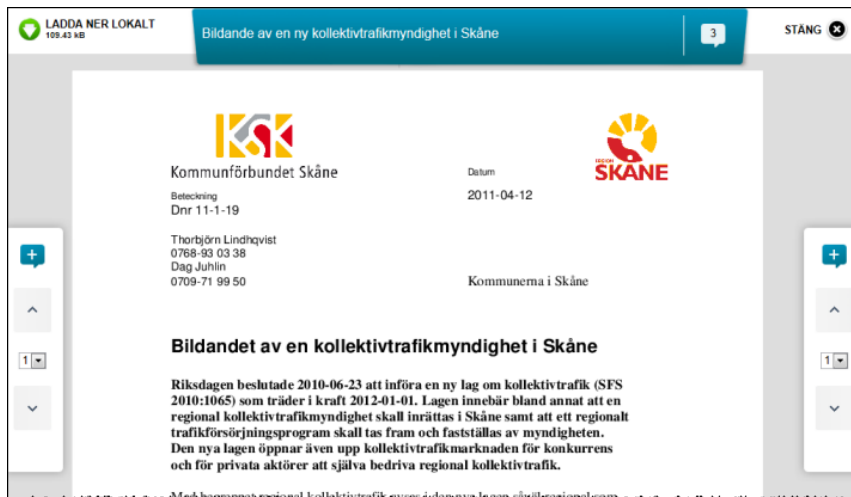 LADDA NER LOKALT
109.43 kB
Bildande av en ny kollektivtrafikmyndighet i Skåne
3
STÄNG
KSK
Kommunförbundet Skåne
REGION
SKÅNE
Datum
2011-04-12
Beteckning
Dnr 11-1-19
Thorbjörn Lindhqvist
0768-93 03 38
Dag Juhlin
0709-71 99 50
Kommunerna i Skåne
1
1
Bildandet av en kollektivtrafikmyndighet i Skåne
Riksdagen beslutade 2010-06-23 att införa en ny lag om kollektivtrafik (SFS
2010:1065) som träder i kraft 2012-01-01. Lagen innebär bland annat att en
regional kollektivtrafikmyndighet skall inrättas i Skåne samt att ett regionalt
trafikförsörjningsprogram skall tas fram och fastställas av myndigheten.
Den nya lagen öppnar även upp kollektivtrafikmarknaden för konkurrens
och för privata aktörer att själva bedriva regional kollektivtrafik.